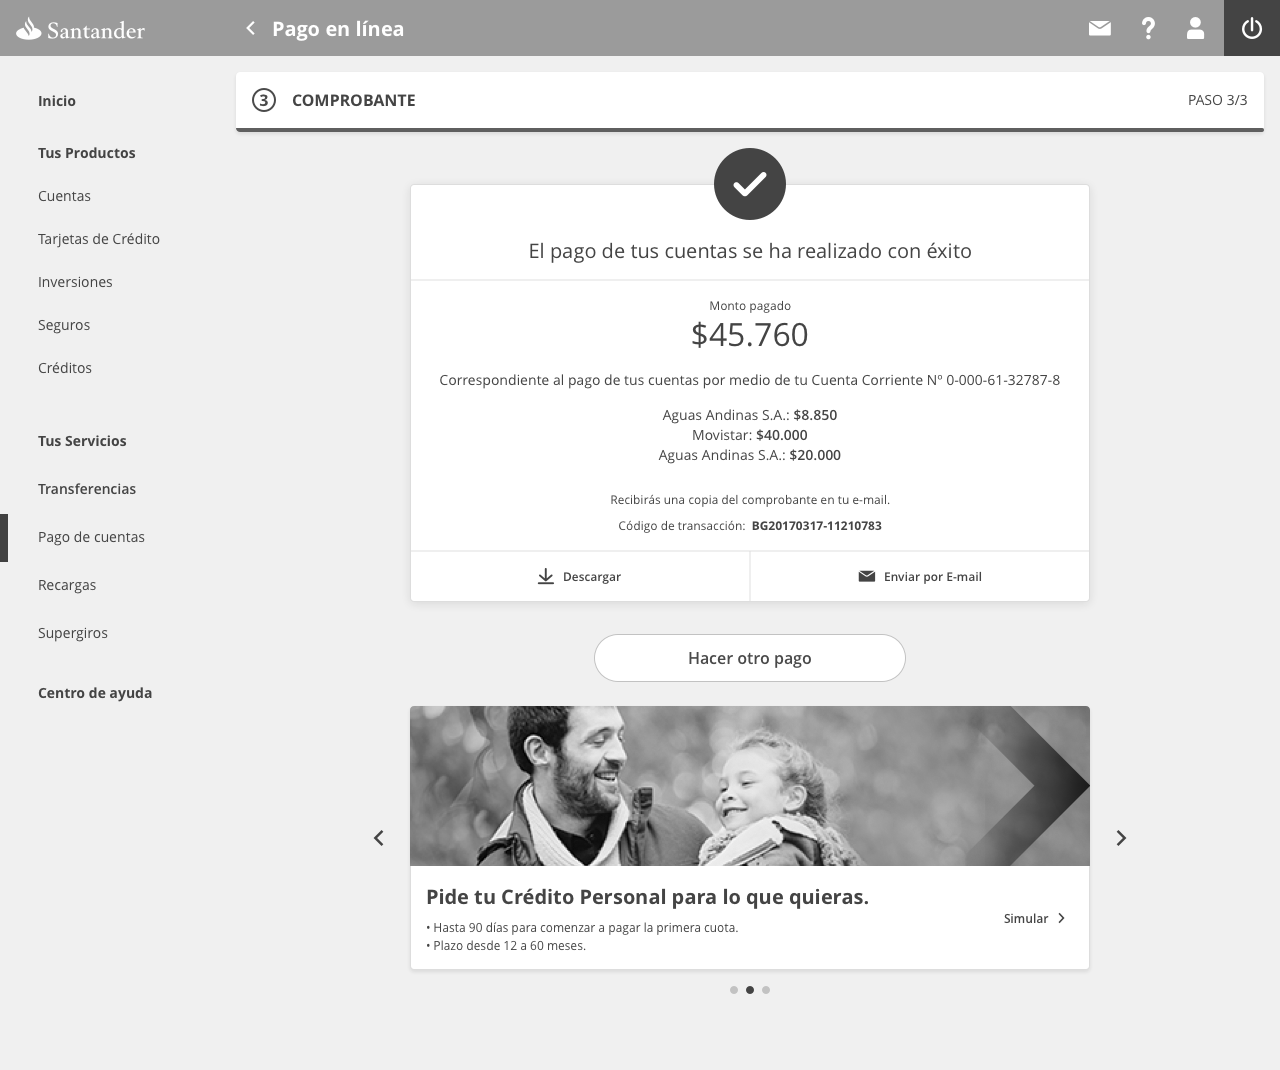 Santander
Pago en línea
Inicio
Tus Productos
Cuentas
Tarjetas de Crédito
Inversiones
Seguros
Créditos
Tus Servicios
Transferencias
Pago de cuentas
Recargas
Supergiros
Centro de ayuda
3 COMPROBANTE
PASO 3/3
El pago de tus cuentas se ha realizado con éxito
Monto pagado
$45.760
Correspondiente al pago de tus cuentas por medio de tu Cuenta Corriente Nº 0-000-61-32787-8
Aguas Andinas S.A.: $8.850
Movistar: $40.000
Aguas Andinas S.A.: $20.000
Recibirás una copia del comprobante en tu e-mail.
Código de transacción: BG20170317-11210783
Descargar
Enviar por E-mail
Hacer otro pago
Pide tu Crédito Personal para lo que quieras.
• Hasta 90 días para comenzar a pagar la primera cuota.
• Plazo desde 12 a 60 meses.
Simular